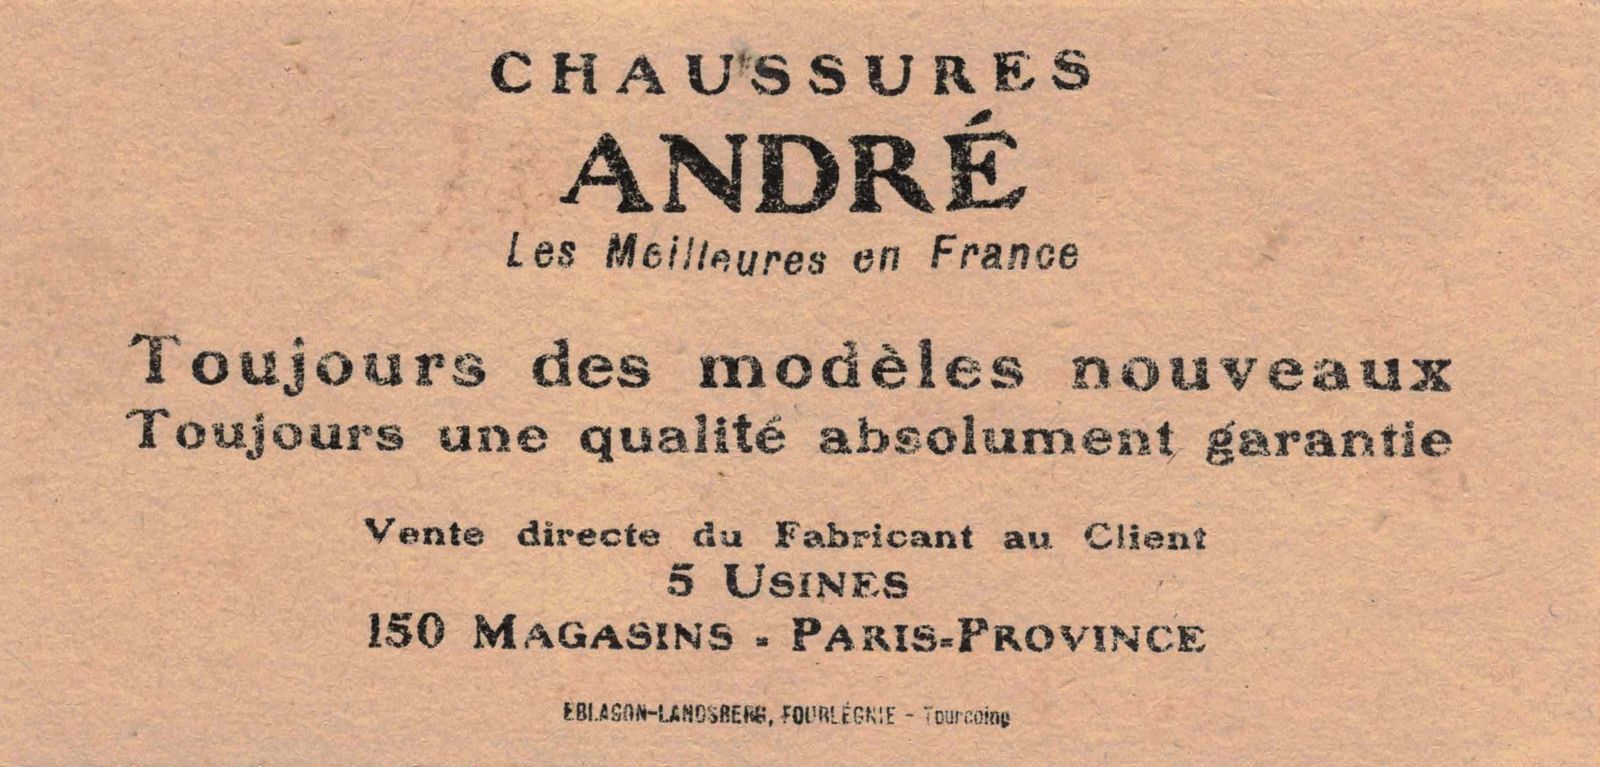 CHAUSSURES
ANDRÉ
Les Meilleures en France
Toujours des modèles nouveaux
Toujours une qualité absolument garantie
Vente directe du Fabricant au Client
5 USINES
150 MAGASINS - PARIS-PROVINCE
- Tourcoing